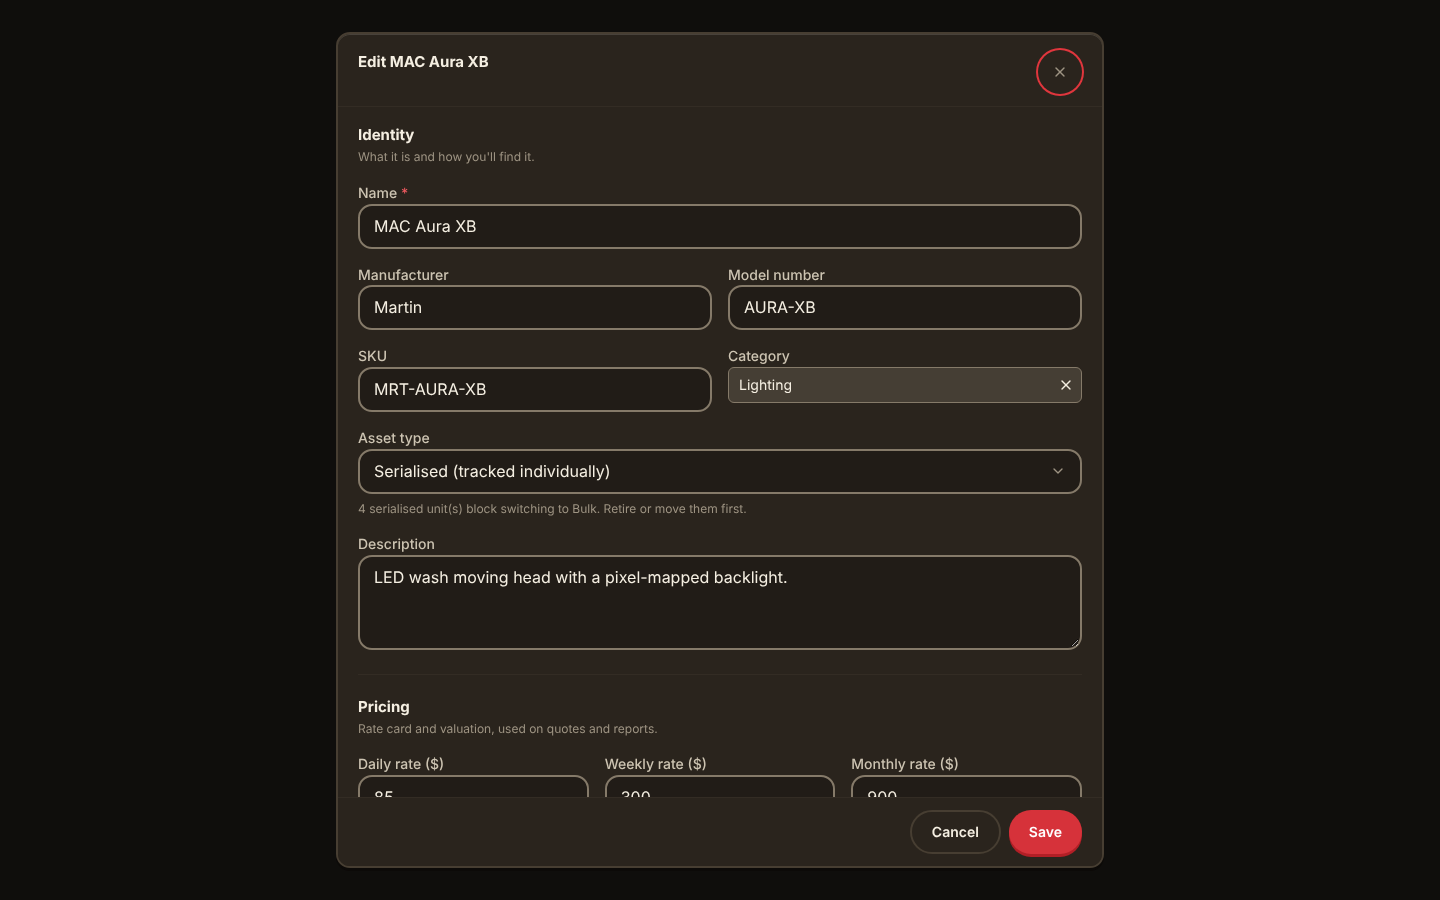 Edit MAC Aura XB
Identity
What it is and how you'll find it.
Name *
MAC Aura XB
Manufacturer
Model number
Martin
AURA-XB
SKU
Category
MRT-AURA-XB
Lighting
Asset type
Serialised (tracked individually)
4 serialised unit(s) block switching to Bulk. Retire or move them first.
Description
LED wash moving head with a pixel-mapped backlight.
Pricing
Rate card and valuation, used on quotes and reports.
Daily rate ($)
Weekly rate ($)
Monthly rate ($)
85
300
900
Cancel
Save